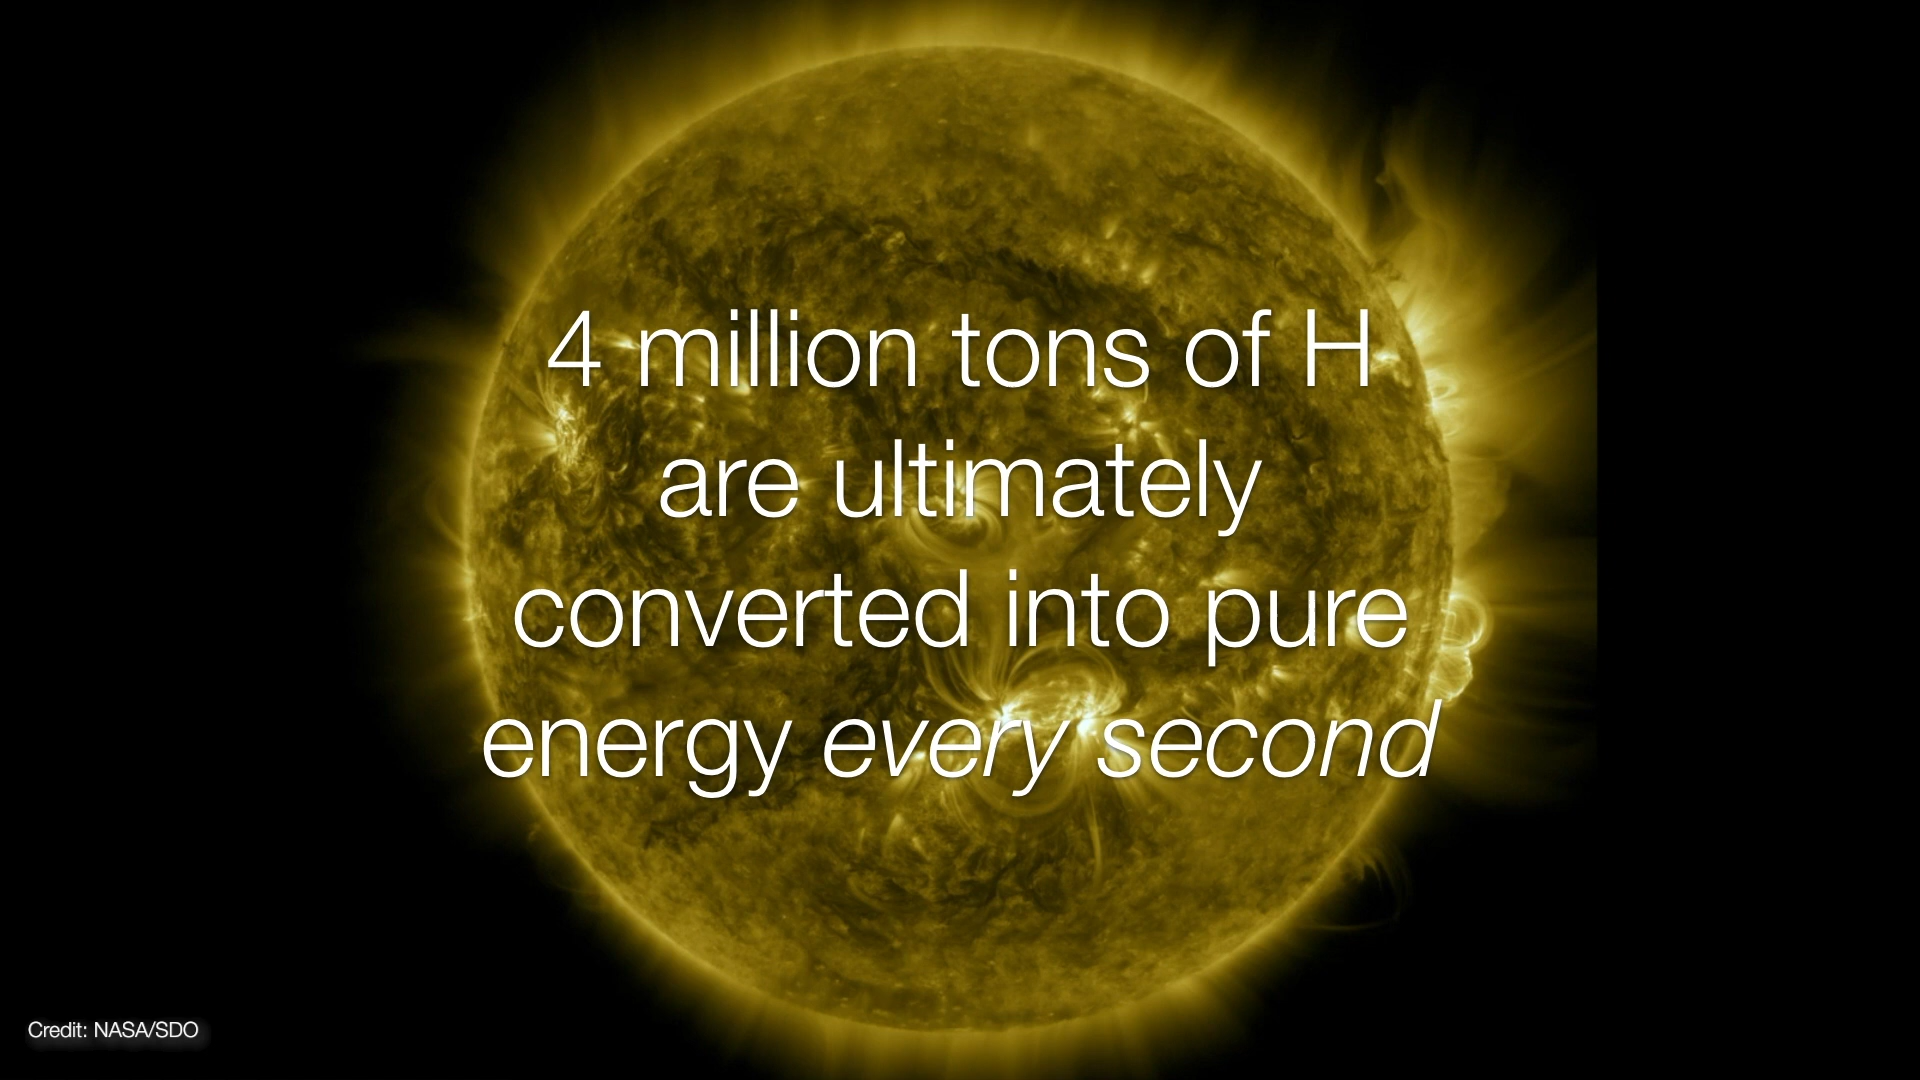 4 million tons of H
are ultimately
converted into pure
energy every second
Credit: NASA/SDO